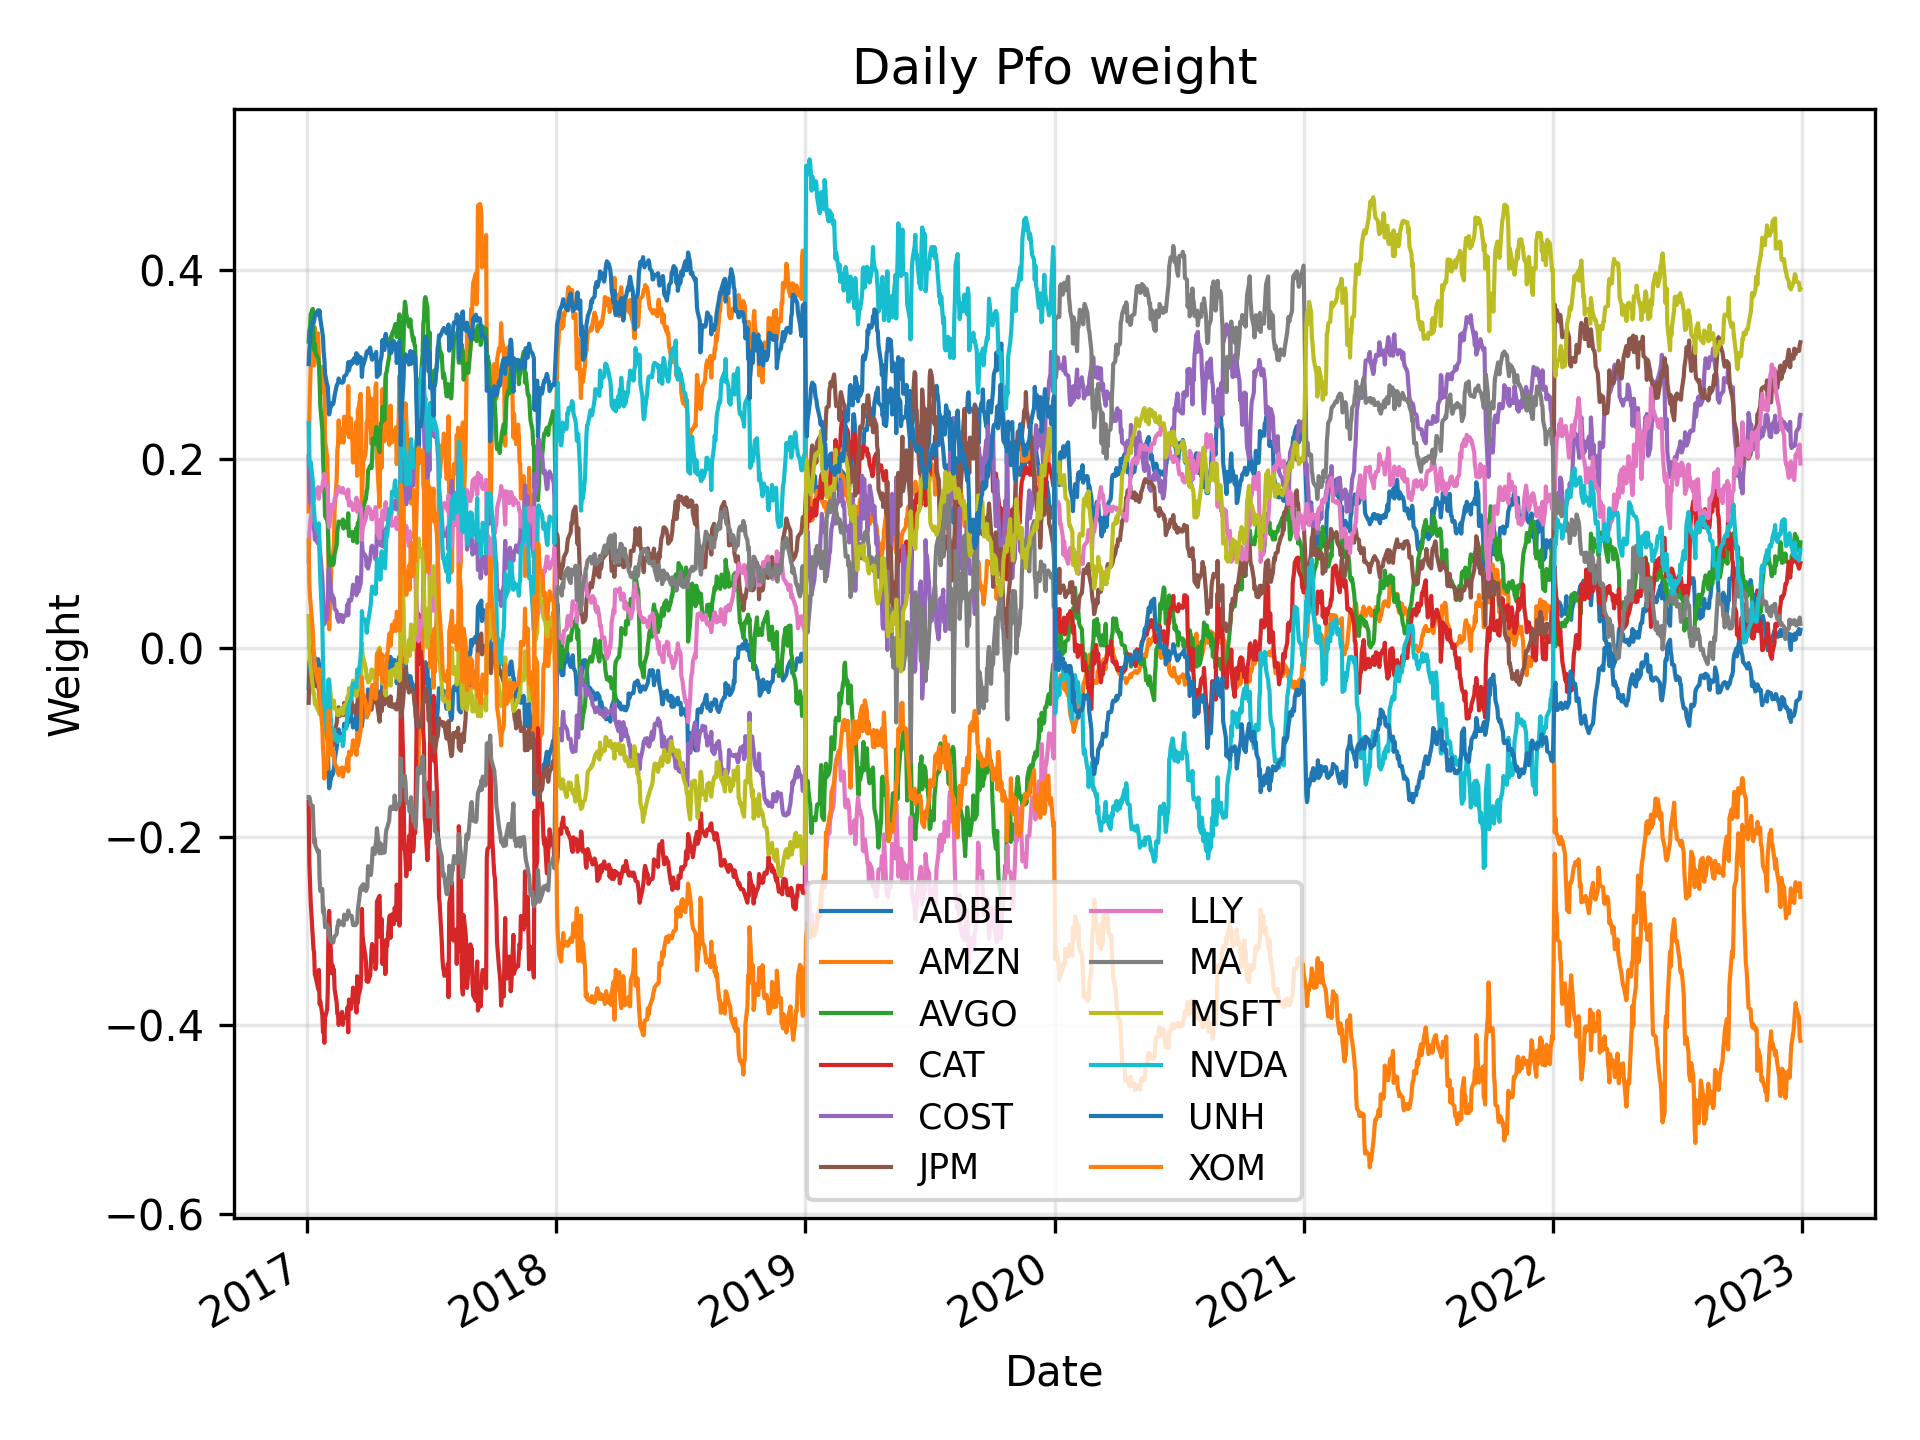 Daily Pfo weight
Weight
0.4
0.2
0.0
−0.2
−0.4
−0.6
ADBE
AMZN
AVGO
CAT
COST
JPM
LLY
MA
MSFT
NVDA
UNH
XOM
2017
2018
2019
2020
2021
2022
2023
Date